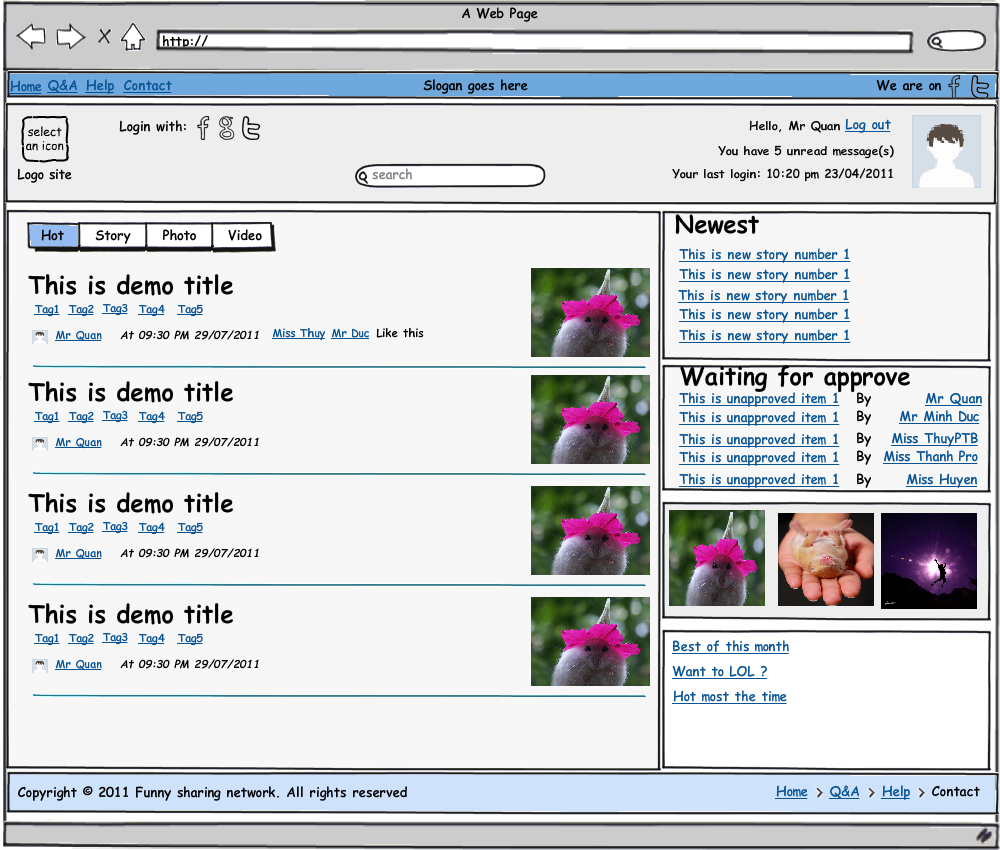 A Web Page
http://
Home Q&A Help Contact Slogan goes here We are on
select
an icon
Logo site
Login with:
search
Hello, Mr Quan Log out
You have 5 unread message(s)
Your last login: 10:20 pm 23/04/2011
Hot Story Photo Video
This is demo title
Tag1 Tag2 Tag3 Tag4 Tag5
Mr Quan At 09:30 PM 29/07/2011 Miss Thuy Mr Duc Like this
This is demo title
Tag1 Tag2 Tag3 Tag4 Tag5
Mr Quan At 09:30 PM 29/07/2011
This is demo title
Tag1 Tag2 Tag3 Tag4 Tag5
Mr Quan At 09:30 PM 29/07/2011
This is demo title
Tag1 Tag2 Tag3 Tag4 Tag5
Mr Quan At 09:30 PM 29/07/2011
Newest
This is new story number 1
This is new story number 1
This is new story number 1
This is new story number 1
This is new story number 1
Waiting for approve
This is unapproved item 1 By Mr Quan
This is unapproved item 1 By Mr Minh Duc
This is unapproved item 1 By Miss ThuyPTB
This is unapproved item 1 By Miss Thanh Pro
This is unapproved item 1 By Miss Huyen
Best of this month
Want to LOL ?
Hot most the time
Copyright © 2011 Funny sharing network. All rights reserved
Home > Q&A > Help > Contact